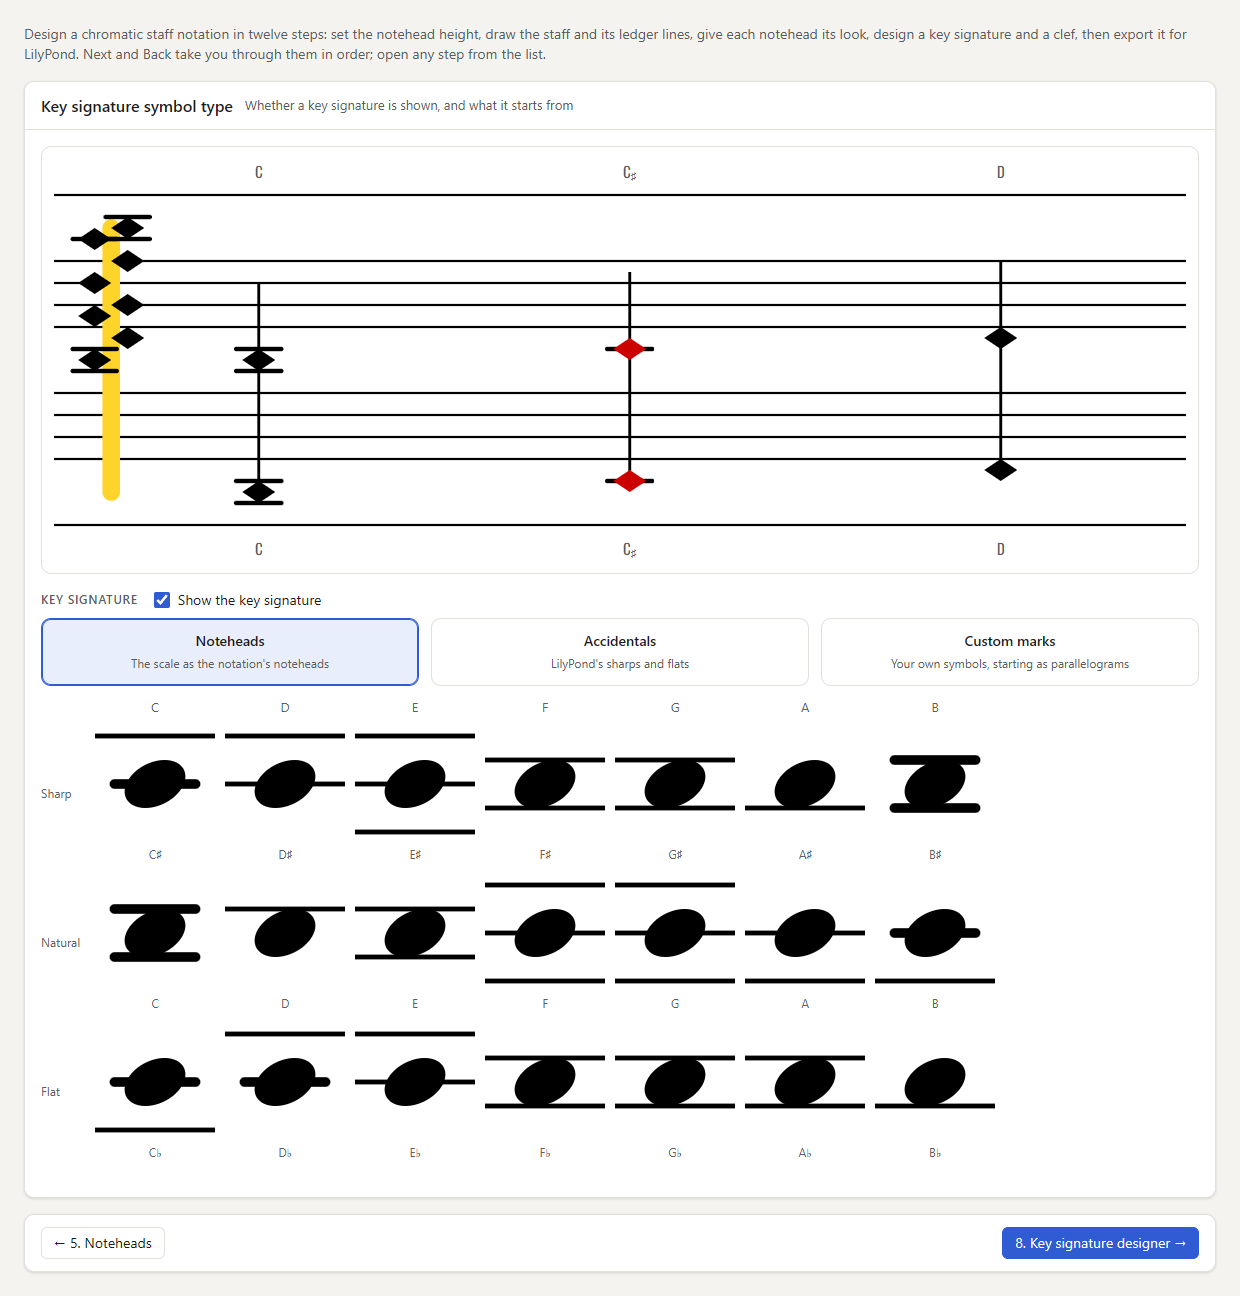 Design a chromatic staff notation in twelve steps: set the notehead height, draw the staff and its ledger lines, give each notehead its look, design a key signature and a clef, then export it for
LilyPond. Next and Back take you through them in order; open any step from the list.
Key signature symbol type Whether a key signature is shown, and what it starts from
C C♯ D
C C♯ D
KEY SIGNATURE Show the key signature
Noteheads Accidentals Custom marks
The scale as the notation's noteheads LilyPond's sharps and flats Your own symbols, starting as parallelograms
C D E F G A B
Sharp
C♯ D♯ E♯ F♯ G♯ A♯ B♯
Natural
C D E F G A B
Flat
C♭ D♭ E♭ F♭ G♭ A♭ B♭
← 5. Noteheads 8. Key signature designer →